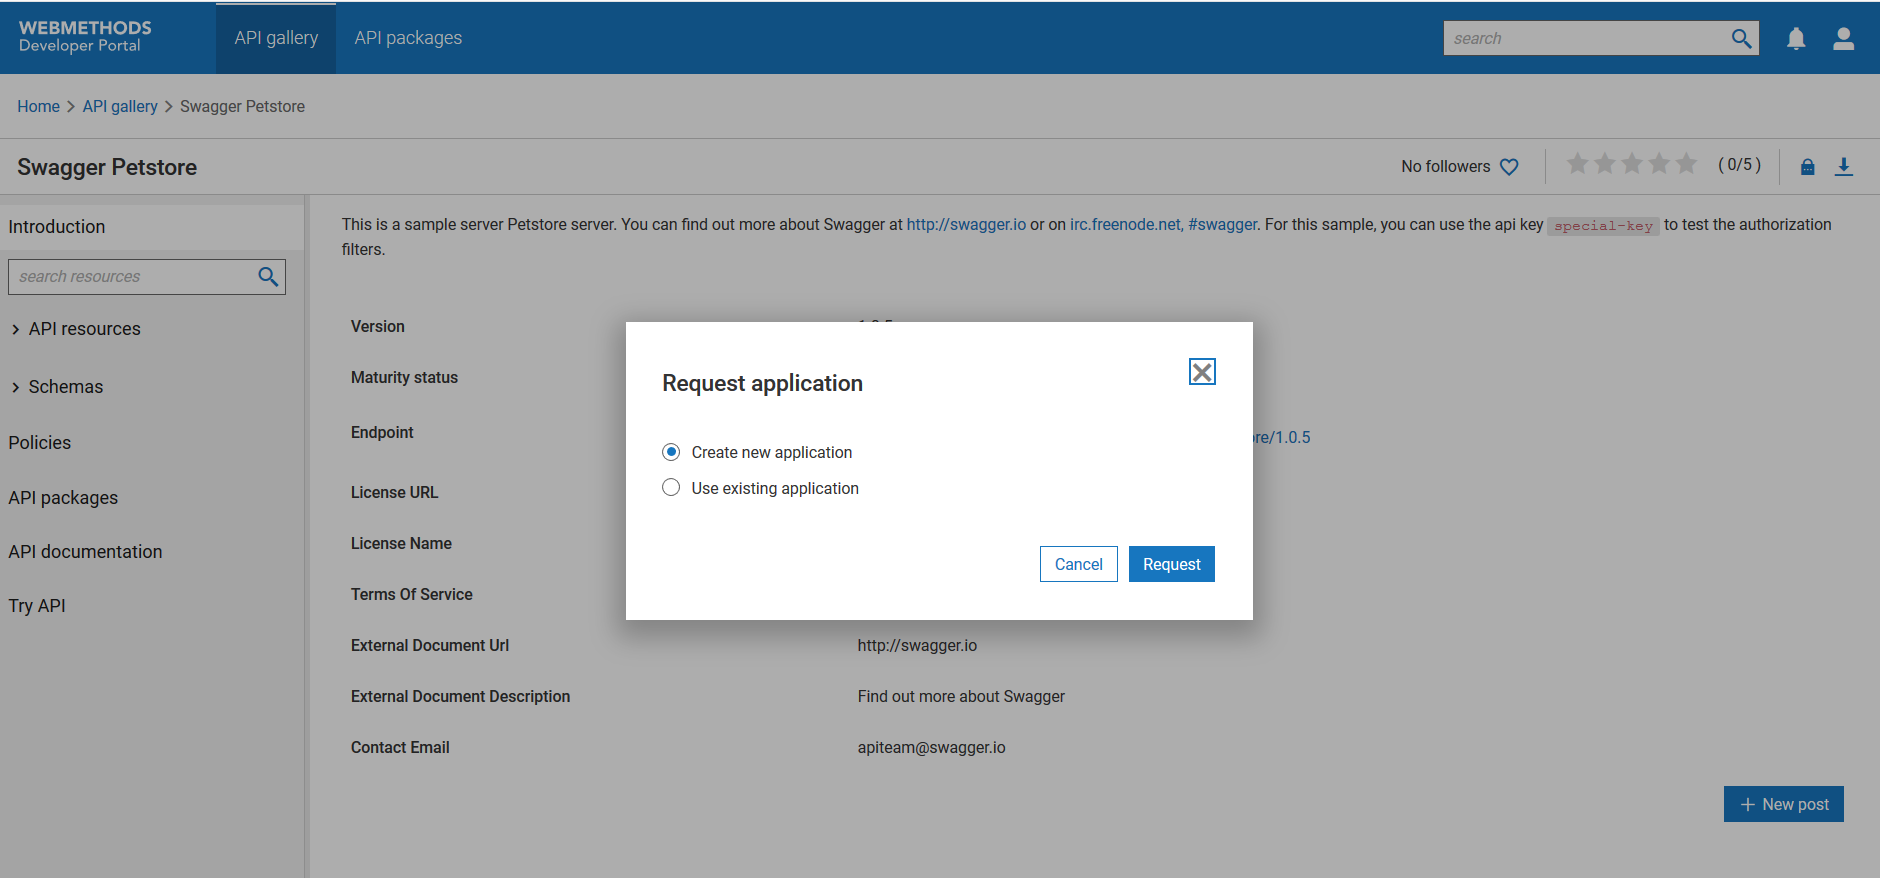 WEBMETHODS
Developer Portal
API gallery
API packages
search
Home > API gallery > Swagger Petstore
Swagger Petstore
No followers
( 0/5 )
Introduction
search resources
API resources
Schemas
Policies
API packages
API documentation
Try API
This is a sample server Petstore server. You can find out more about Swagger at http://swagger.io or on irc.freenode.net, #swagger. For this sample, you can use the api key special-key to test the authorization
filters.
Version
Maturity status
Endpoint
re/1.0.5
License URL
License Name
Terms Of Service
External Document Url
http://swagger.io
External Document Description
Find out more about Swagger
Contact Email
apiteam@swagger.io
Request application
Create new application
Use existing application
Cancel
Request
+ New post